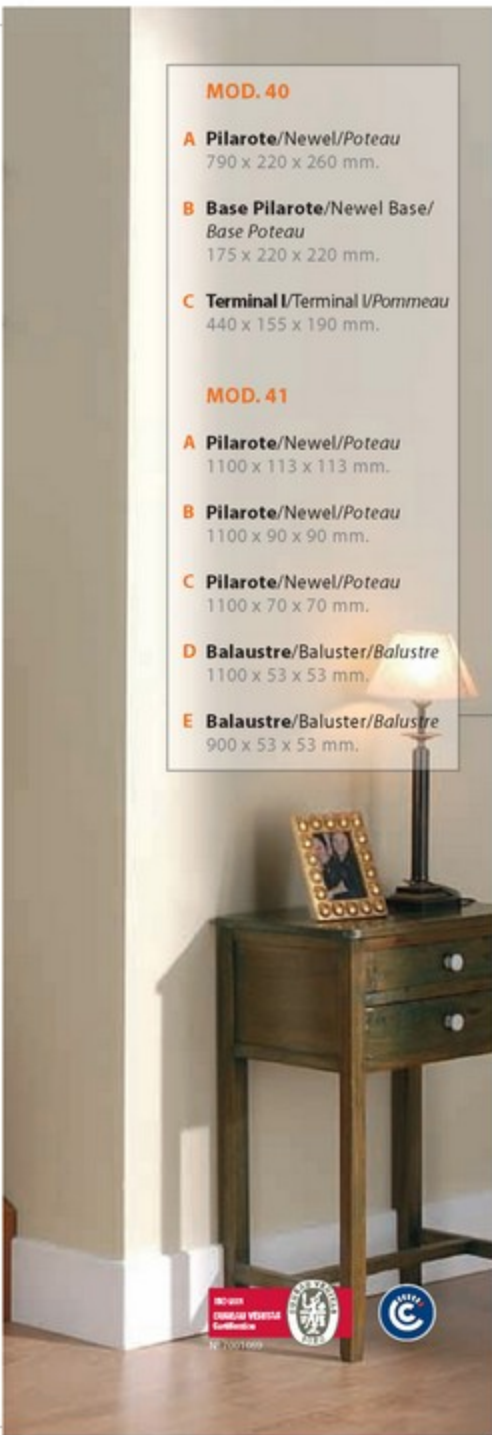 MOD. 40
A Pilarote/Newel/Poteau
790 x 220 x 260 mm.
B Base Pilarote/Newel Base/
Base Poteau
175 x 220 x 220 mm.
C Terminal I/Terminal I/Pommeau
440 x 155 x 190 mm.
MOD. 41
A Pilarote/Newel/Poteau
1100 x 113 x 113 mm.
B Pilarote/Newel/Poteau
1100 x 90 x 90 mm.
C Pilarote/Newel/Poteau
1100 x 70 x 70 mm.
D Balaustre/Baluster/Balustre
1100 x 53 x 53 mm.
E Balaustre/Baluster/Balustre
900 x 53 x 53 mm.
BUREAU VERITAS
Certification